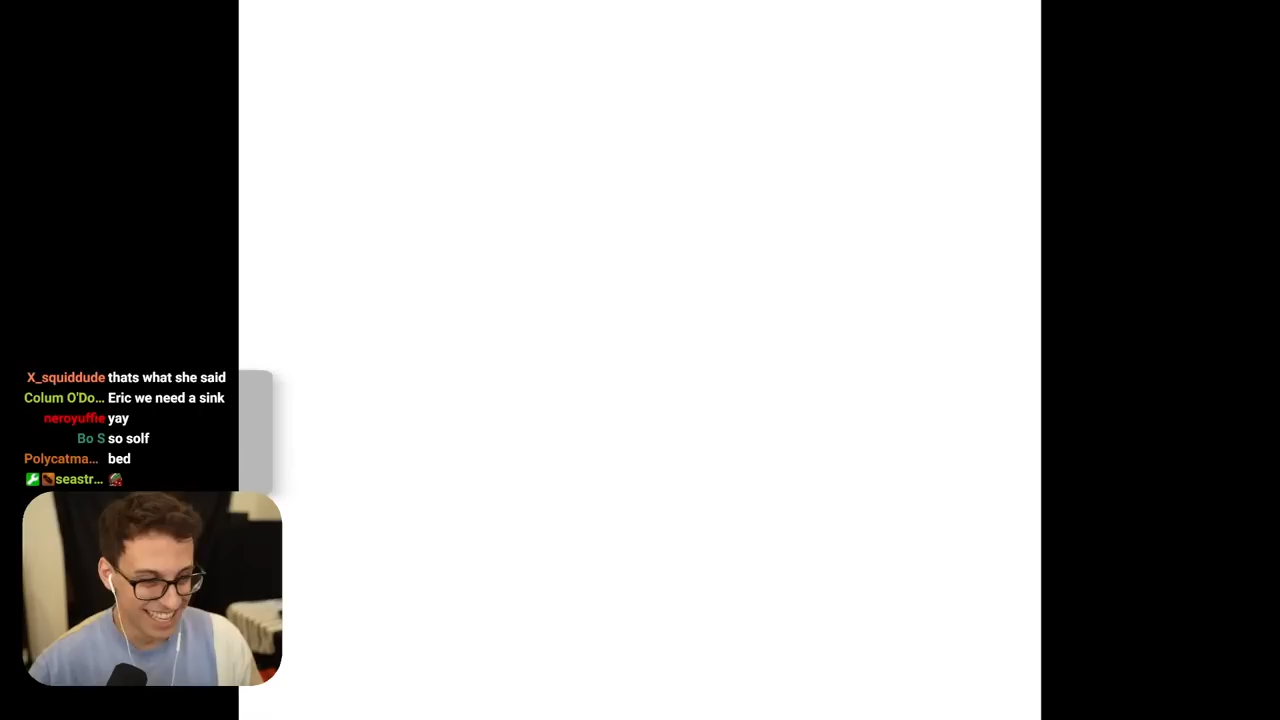 X_squiddude thats what she said
Colum O'Do... Eric we need a sink
neroyuffie yay
Bo S so solf
Polycatma... bed
seastr...